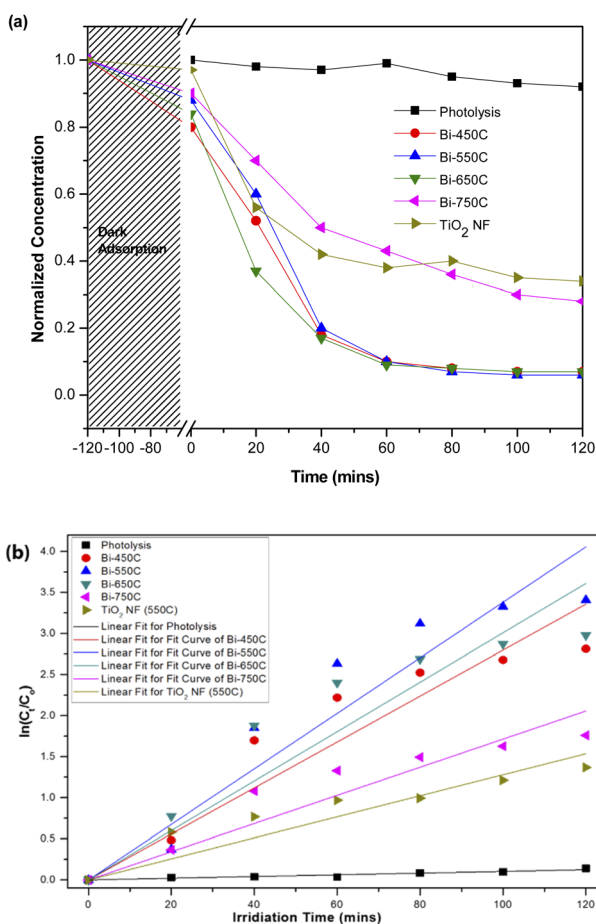 (a)
Normalized Concentration
1.0
0.8
0.6
0.4
0.2
0.0
Dark
Adsorption
Photolysis
Bi-450C
Bi-550C
Bi-650C
Bi-750C
TiO2 NF
-120 -100 -80 0 20 40 60 80 100 120
Time (mins)
(b)
ln(Ct/Co)
4.0
3.5
3.0
2.5
2.0
1.5
1.0
0.5
0.0
Photolysis
Bi-450C
Bi-550C
Bi-650C
Bi-750C
TiO2 NF (550C)
Linear Fit for Photolysis
Linear Fit for Fit Curve of Bi-450C
Linear Fit for Fit Curve of Bi-550C
Linear Fit for Fit Curve of Bi-650C
Linear Fit for Fit Curve of Bi-750C
Linear Fit for TiO2 NF (550C)
0 20 40 60 80 100 120
Irridiation Time (mins)